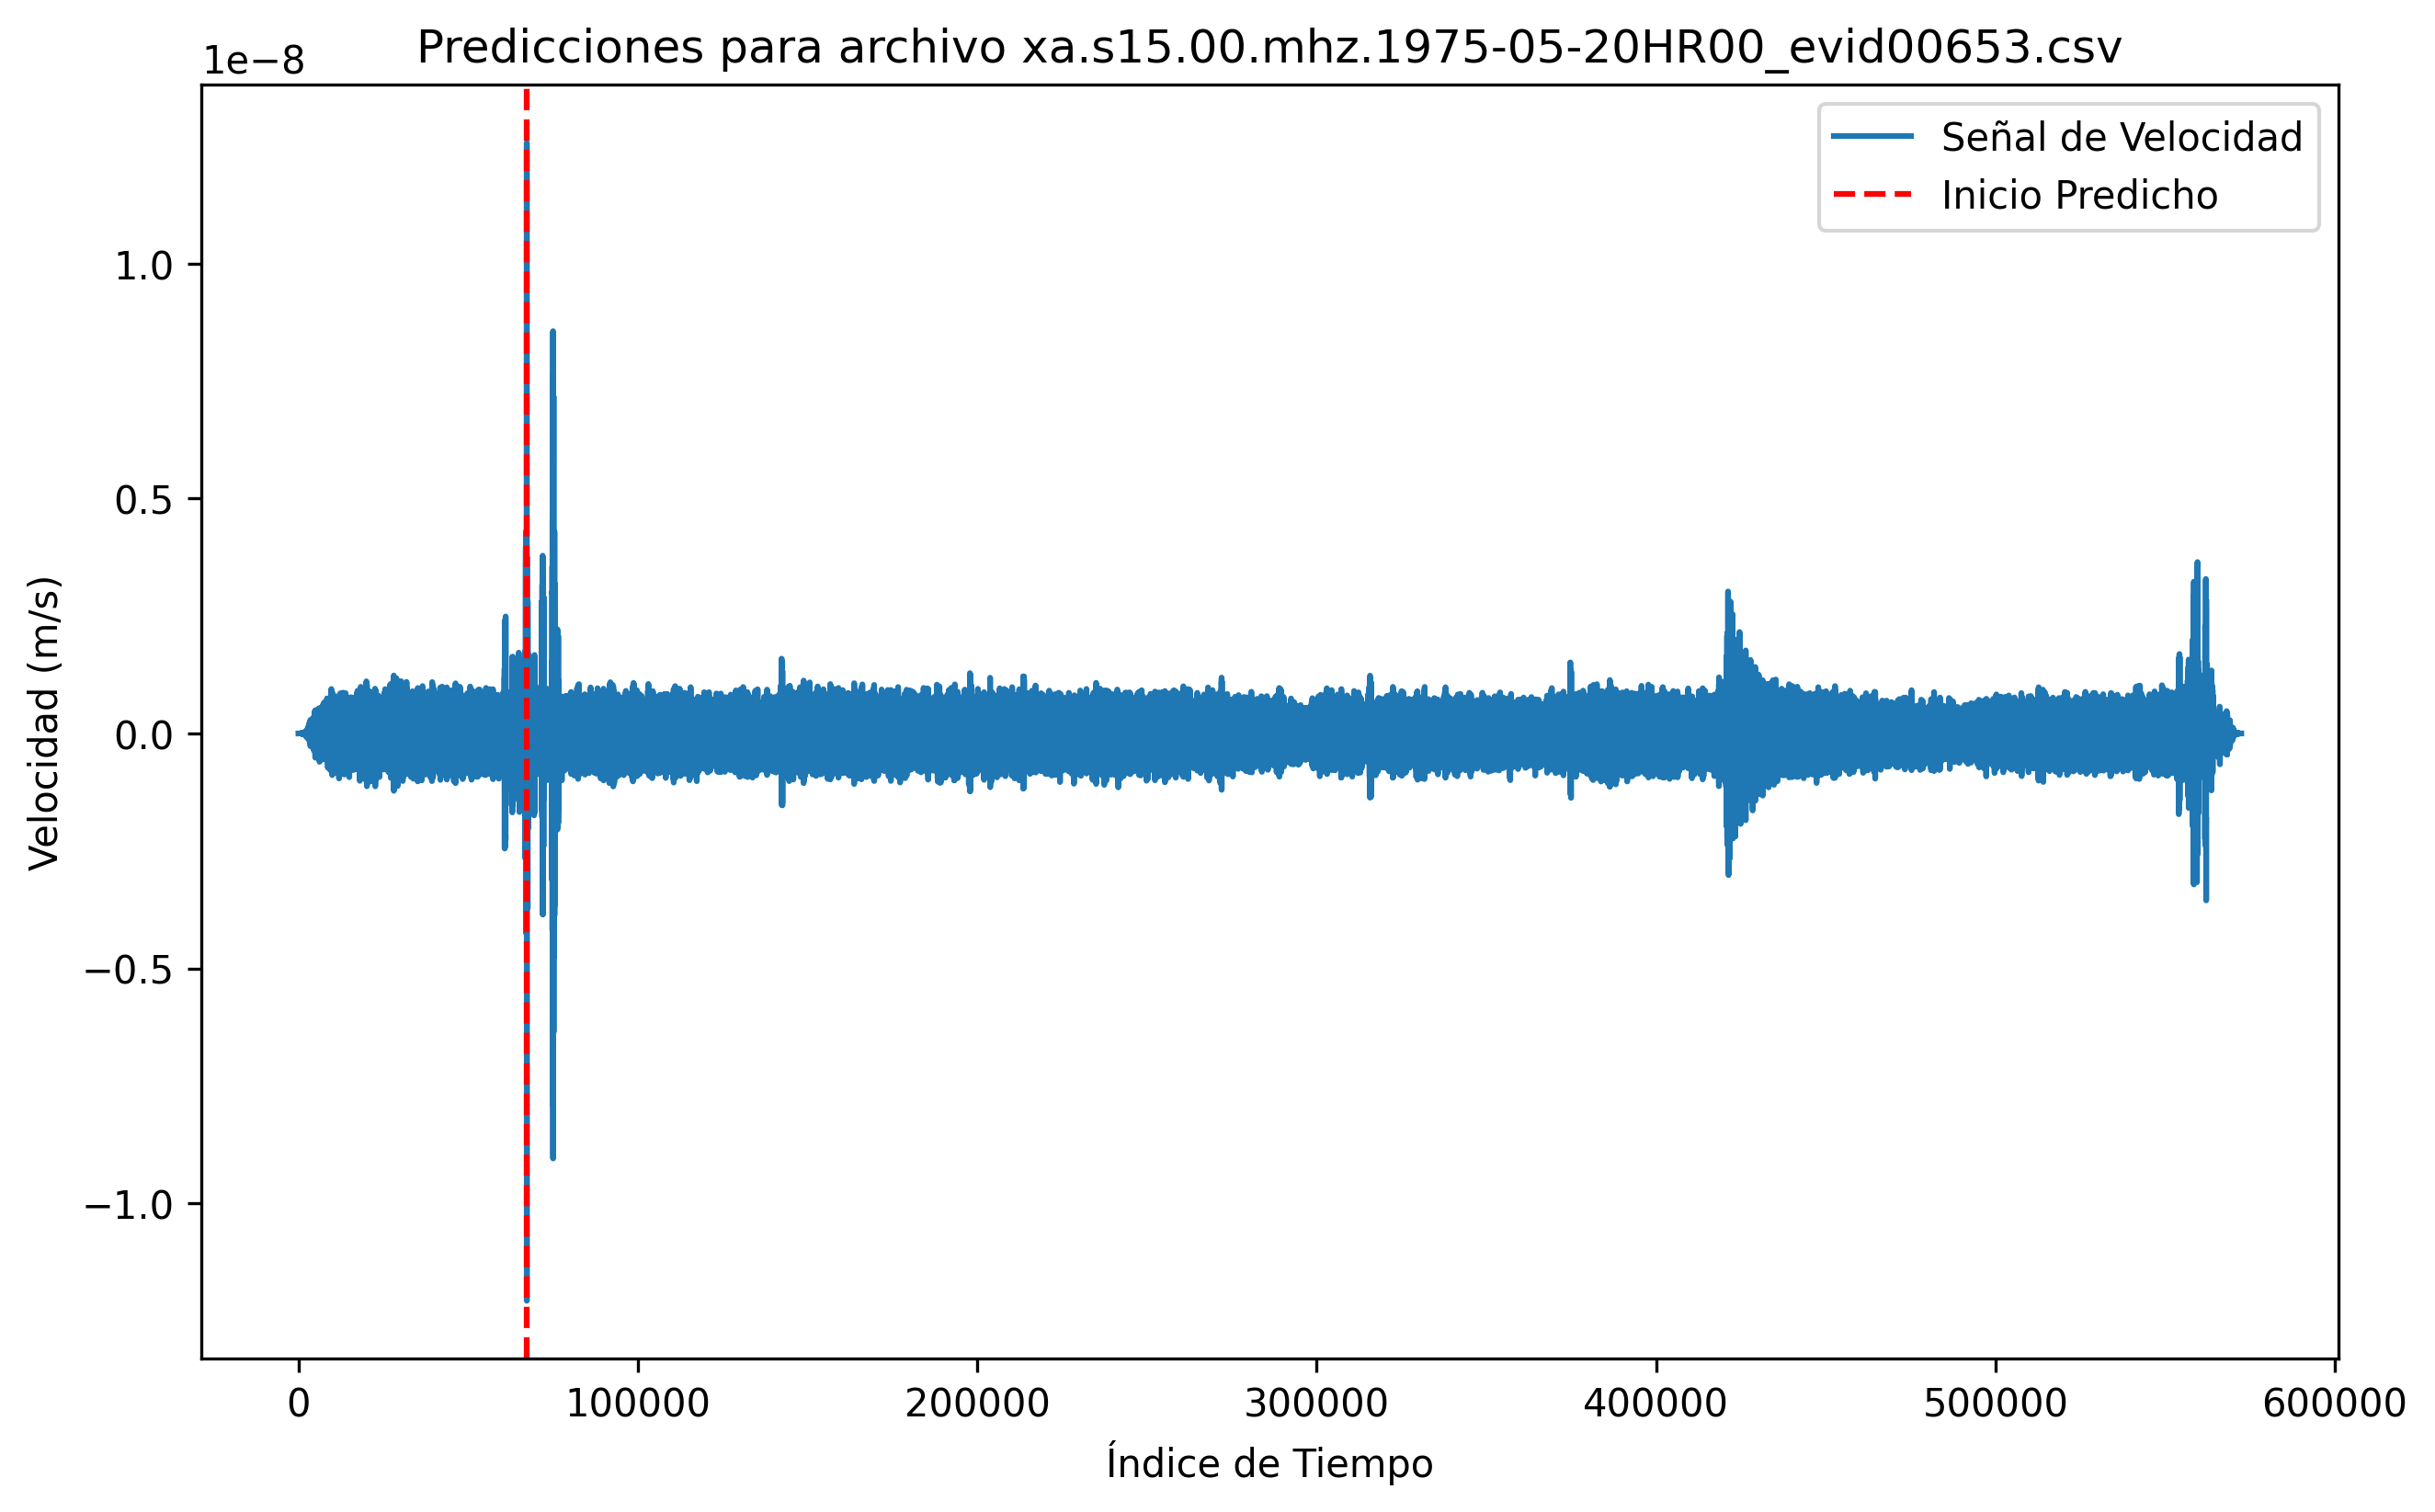 Predicciones para archivo xa.s15.00.mhz.1975-05-20HR00_evid00653.csv
1e−8
Señal de Velocidad
Inicio Predicho
1.0
0.5
0.0
−0.5
−1.0
Velocidad (m/s)
0 100000 200000 300000 400000 500000 600000
Índice de Tiempo